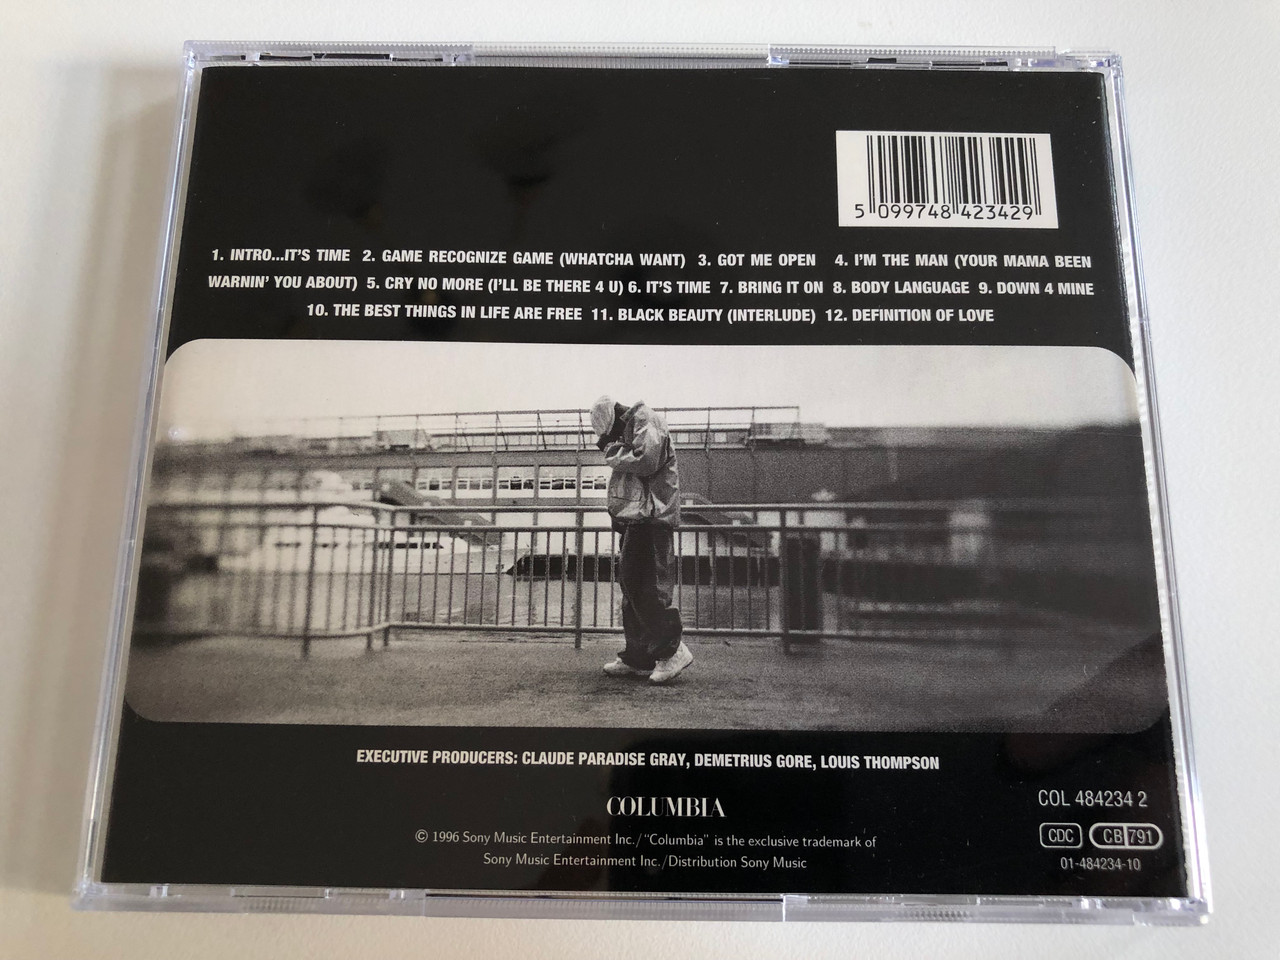 5 099748 423429
1. INTRO...IT'S TIME 2. GAME RECOGNIZE GAME (WHATCHA WANT) 3. GOT ME OPEN 4. I'M THE MAN (YOUR MAMA BEEN
WARNIN' YOU ABOUT) 5. CRY NO MORE (I'LL BE THERE 4 U) 6. IT'S TIME 7. BRING IT ON 8. BODY LANGUAGE 9. DOWN 4 MINE
10. THE BEST THINGS IN LIFE ARE FREE 11. BLACK BEAUTY (INTERLUDE) 12. DEFINITION OF LOVE
EXECUTIVE PRODUCERS: CLAUDE PARADISE GRAY, DEMETRIUS GORE, LOUIS THOMPSON
COLUMBIA
© 1996 Sony Music Entertainment Inc./"Columbia" is the exclusive trademark of
Sony Music Entertainment Inc./Distribution Sony Music
COL 484234 2
CDC CB 791
01-484234-10